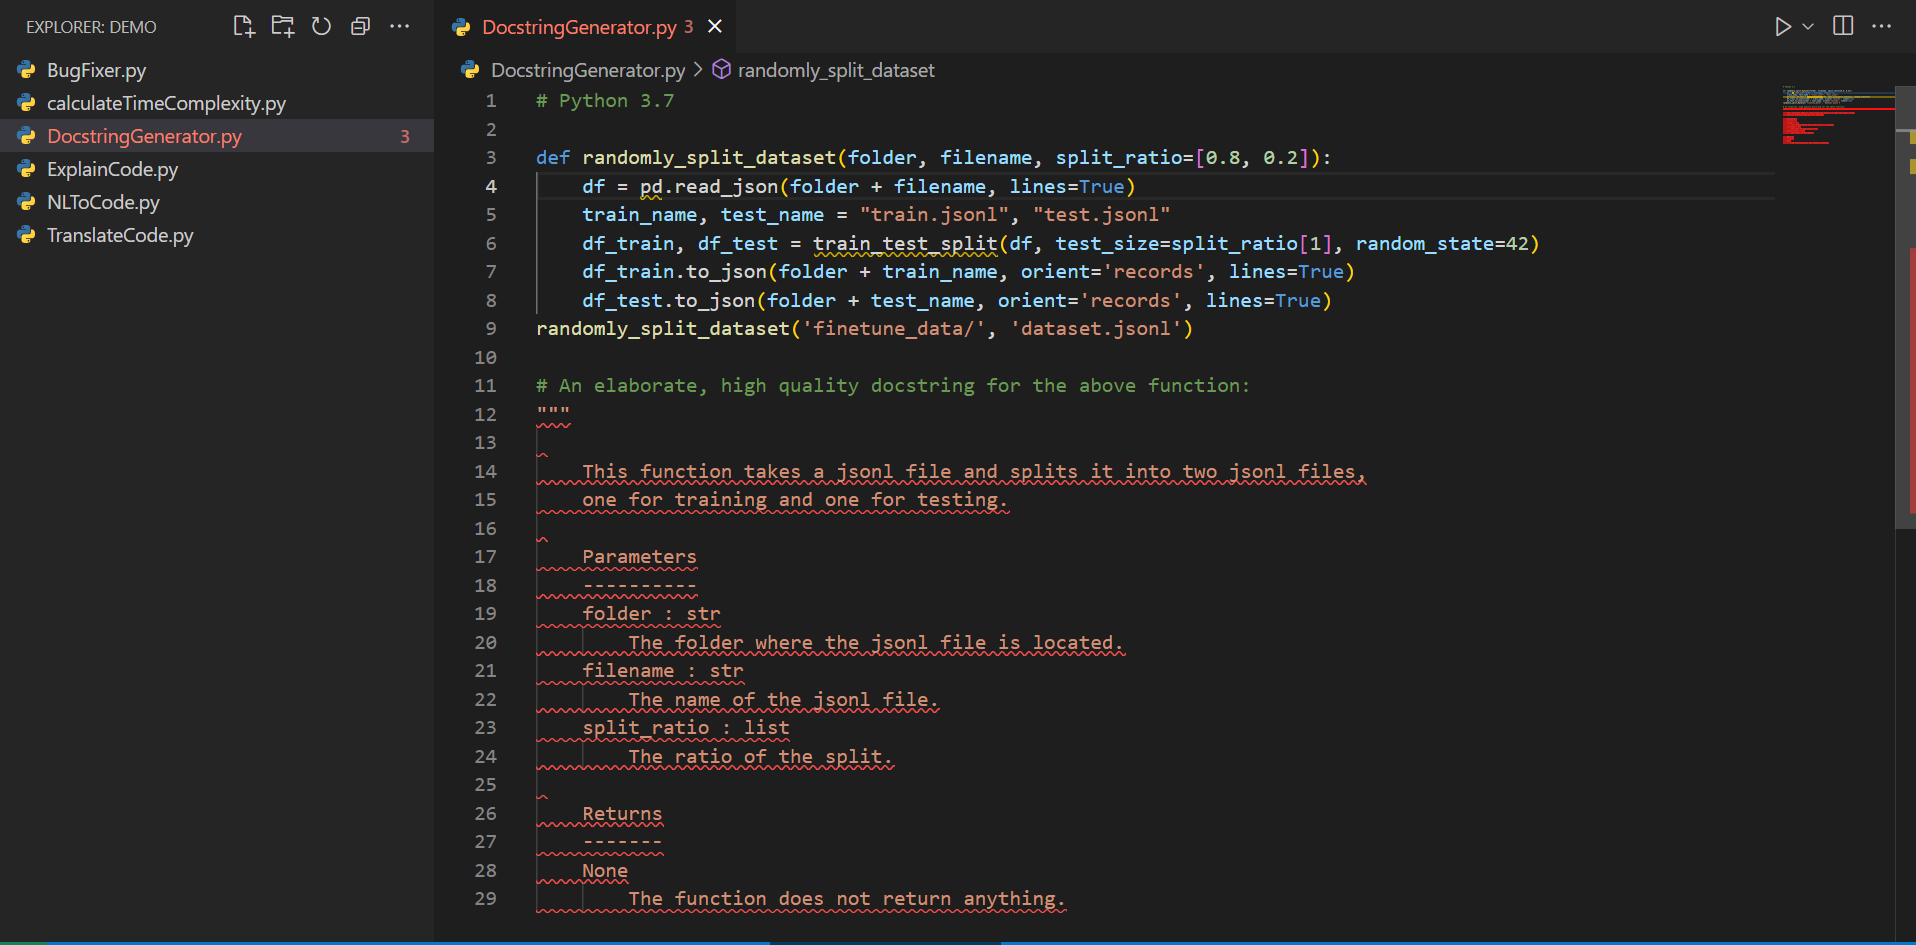 EXPLORER: DEMO
BugFixer.py
calculateTimeComplexity.py
DocstringGenerator.py 3
ExplainCode.py
NLToCode.py
TranslateCode.py
DocstringGenerator.py 3
DocstringGenerator.py > randomly_split_dataset
1 # Python 3.7
2
3 def randomly_split_dataset(folder, filename, split_ratio=[0.8, 0.2]):
4     df = pd.read_json(folder + filename, lines=True)
5     train_name, test_name = "train.jsonl", "test.jsonl"
6     df_train, df_test = train_test_split(df, test_size=split_ratio[1], random_state=42)
7     df_train.to_json(folder + train_name, orient='records', lines=True)
8     df_test.to_json(folder + test_name, orient='records', lines=True)
9 randomly_split_dataset('finetune_data/', 'dataset.jsonl')
10
11 # An elaborate, high quality docstring for the above function:
12 """
13
14     This function takes a jsonl file and splits it into two jsonl files,
15     one for training and one for testing.
16
17     Parameters
18     ----------
19     folder : str
20         The folder where the jsonl file is located.
21     filename : str
22         The name of the jsonl file.
23     split_ratio : list
24         The ratio of the split.
25
26     Returns
27     -------
28     None
29         The function does not return anything.